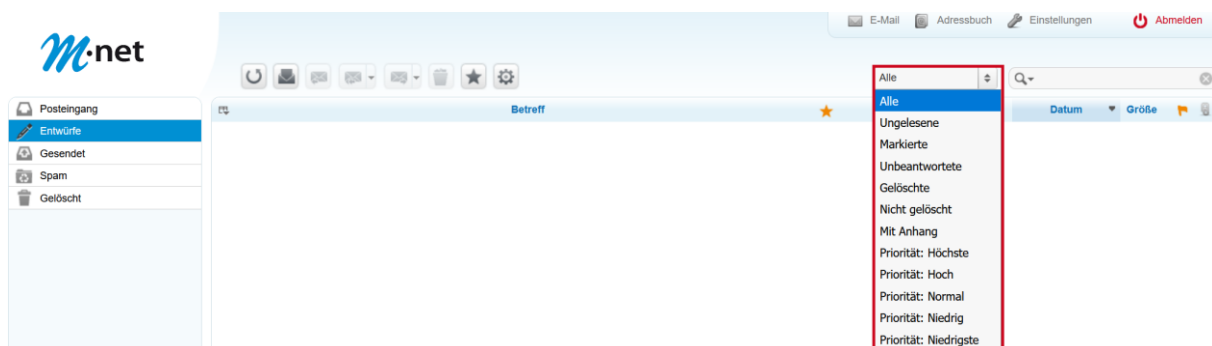 M·net
E-Mail Adressbuch Einstellungen Abmelden
Alle
Posteingang
Entwürfe
Gesendet
Spam
Gelöscht
Betreff Datum Größe
Alle
Ungelesene
Markierte
Unbeantwortete
Gelöschte
Nicht gelöscht
Mit Anhang
Priorität: Höchste
Priorität: Hoch
Priorität: Normal
Priorität: Niedrig
Priorität: Niedrigste